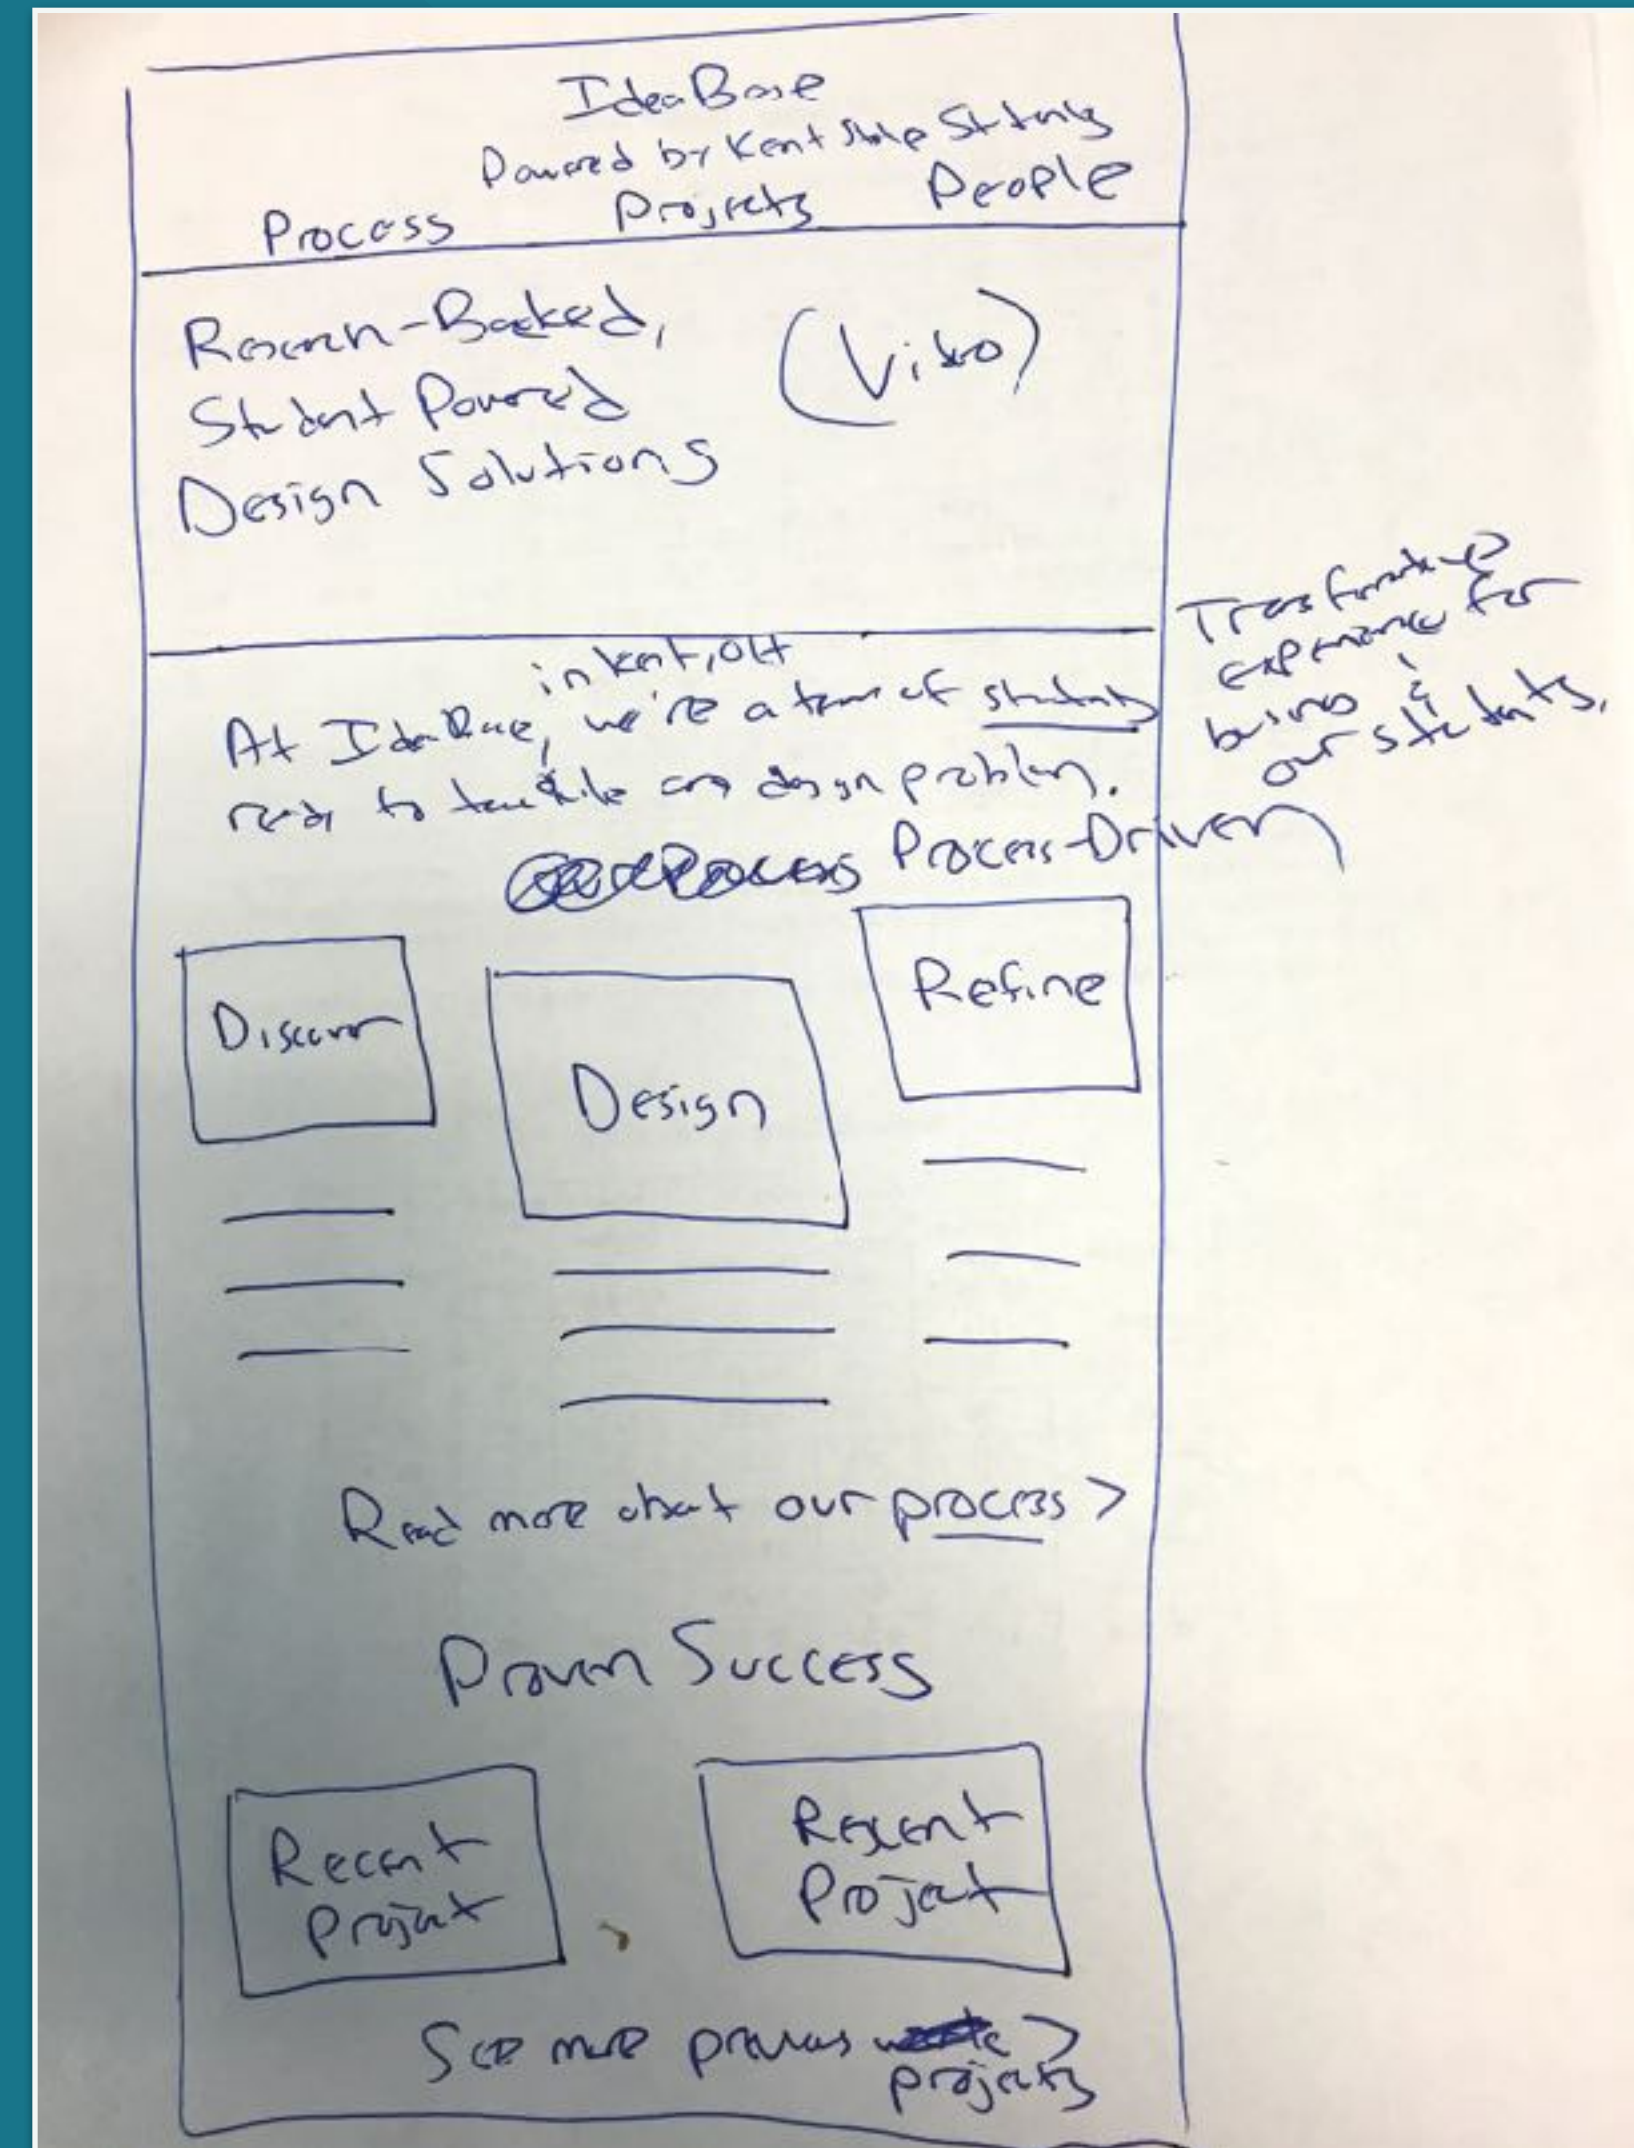 IdeaBase
Powered by Kent State Students
Process Projects People
Research-Backed,
Student Powered
Design Solutions
(Video)
in Kent, OH
At IdeaBase, we're a team of students
ready to any design problem.
Transformative
experience for
business &
our students.
Process Process-Driven
Discover
Design
Refine
Read more about our process >
Proven Success
Recent
Project
Recent
Project
See more previous >
projects